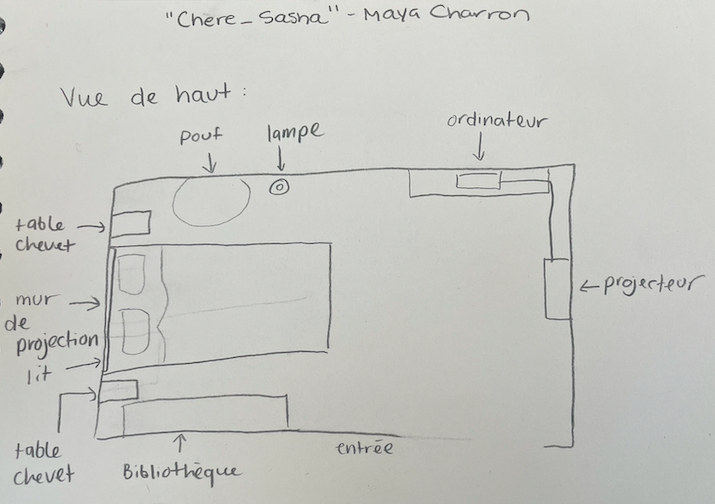 "Chere_Sasha" - Maya Charron
Vue de haut :
pouf
lampe
ordinateur
table
chevet
projecteur
mur
de
projection
lit
table
chevet
Bibliothèque
entrée